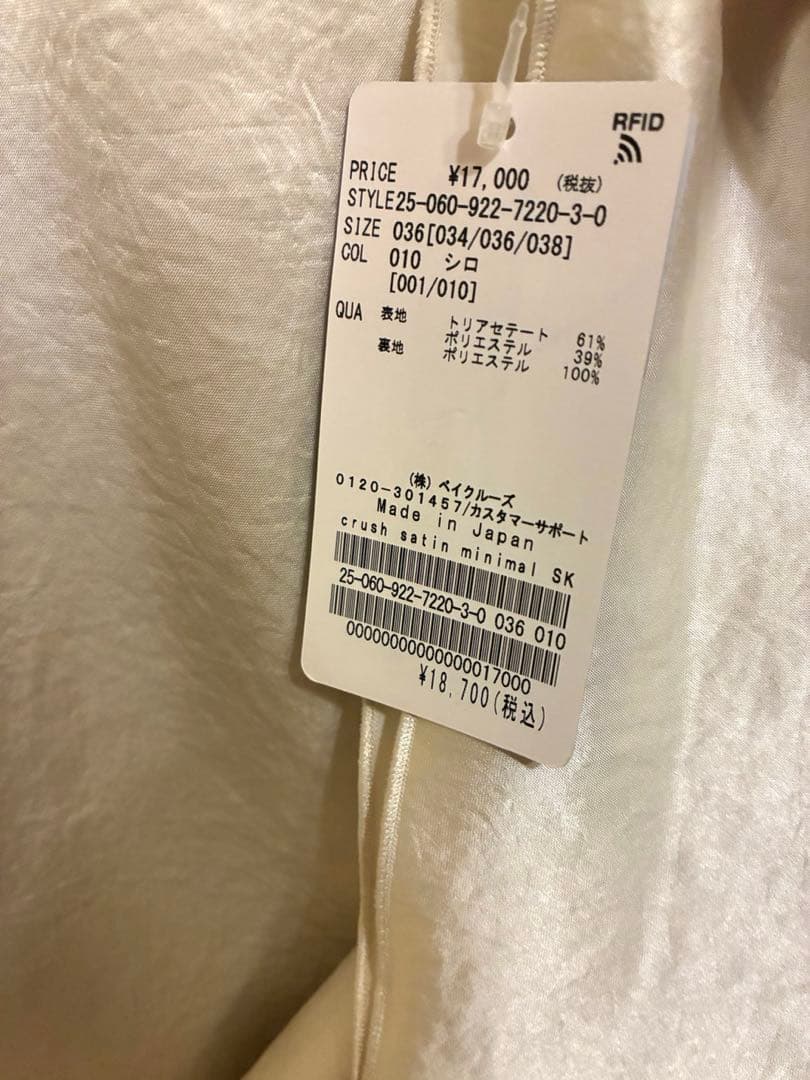 RFID
PRICE ¥17,000 (税抜)
STYLE25-060-922-7220-3-0
SIZE 036[034/036/038]
COL 010 シロ
[001/010]
QUA 表地 トリアセテート 61%
ポリエステル 39%
裏地 ポリエステル 100%
(株) ベイクルーズ
0120-301457/カスタマーサポート
Made in Japan
crush satin minimal SK
25-060-922-7220-3-0 036 010
00000000000000017000
¥18,700(税込)